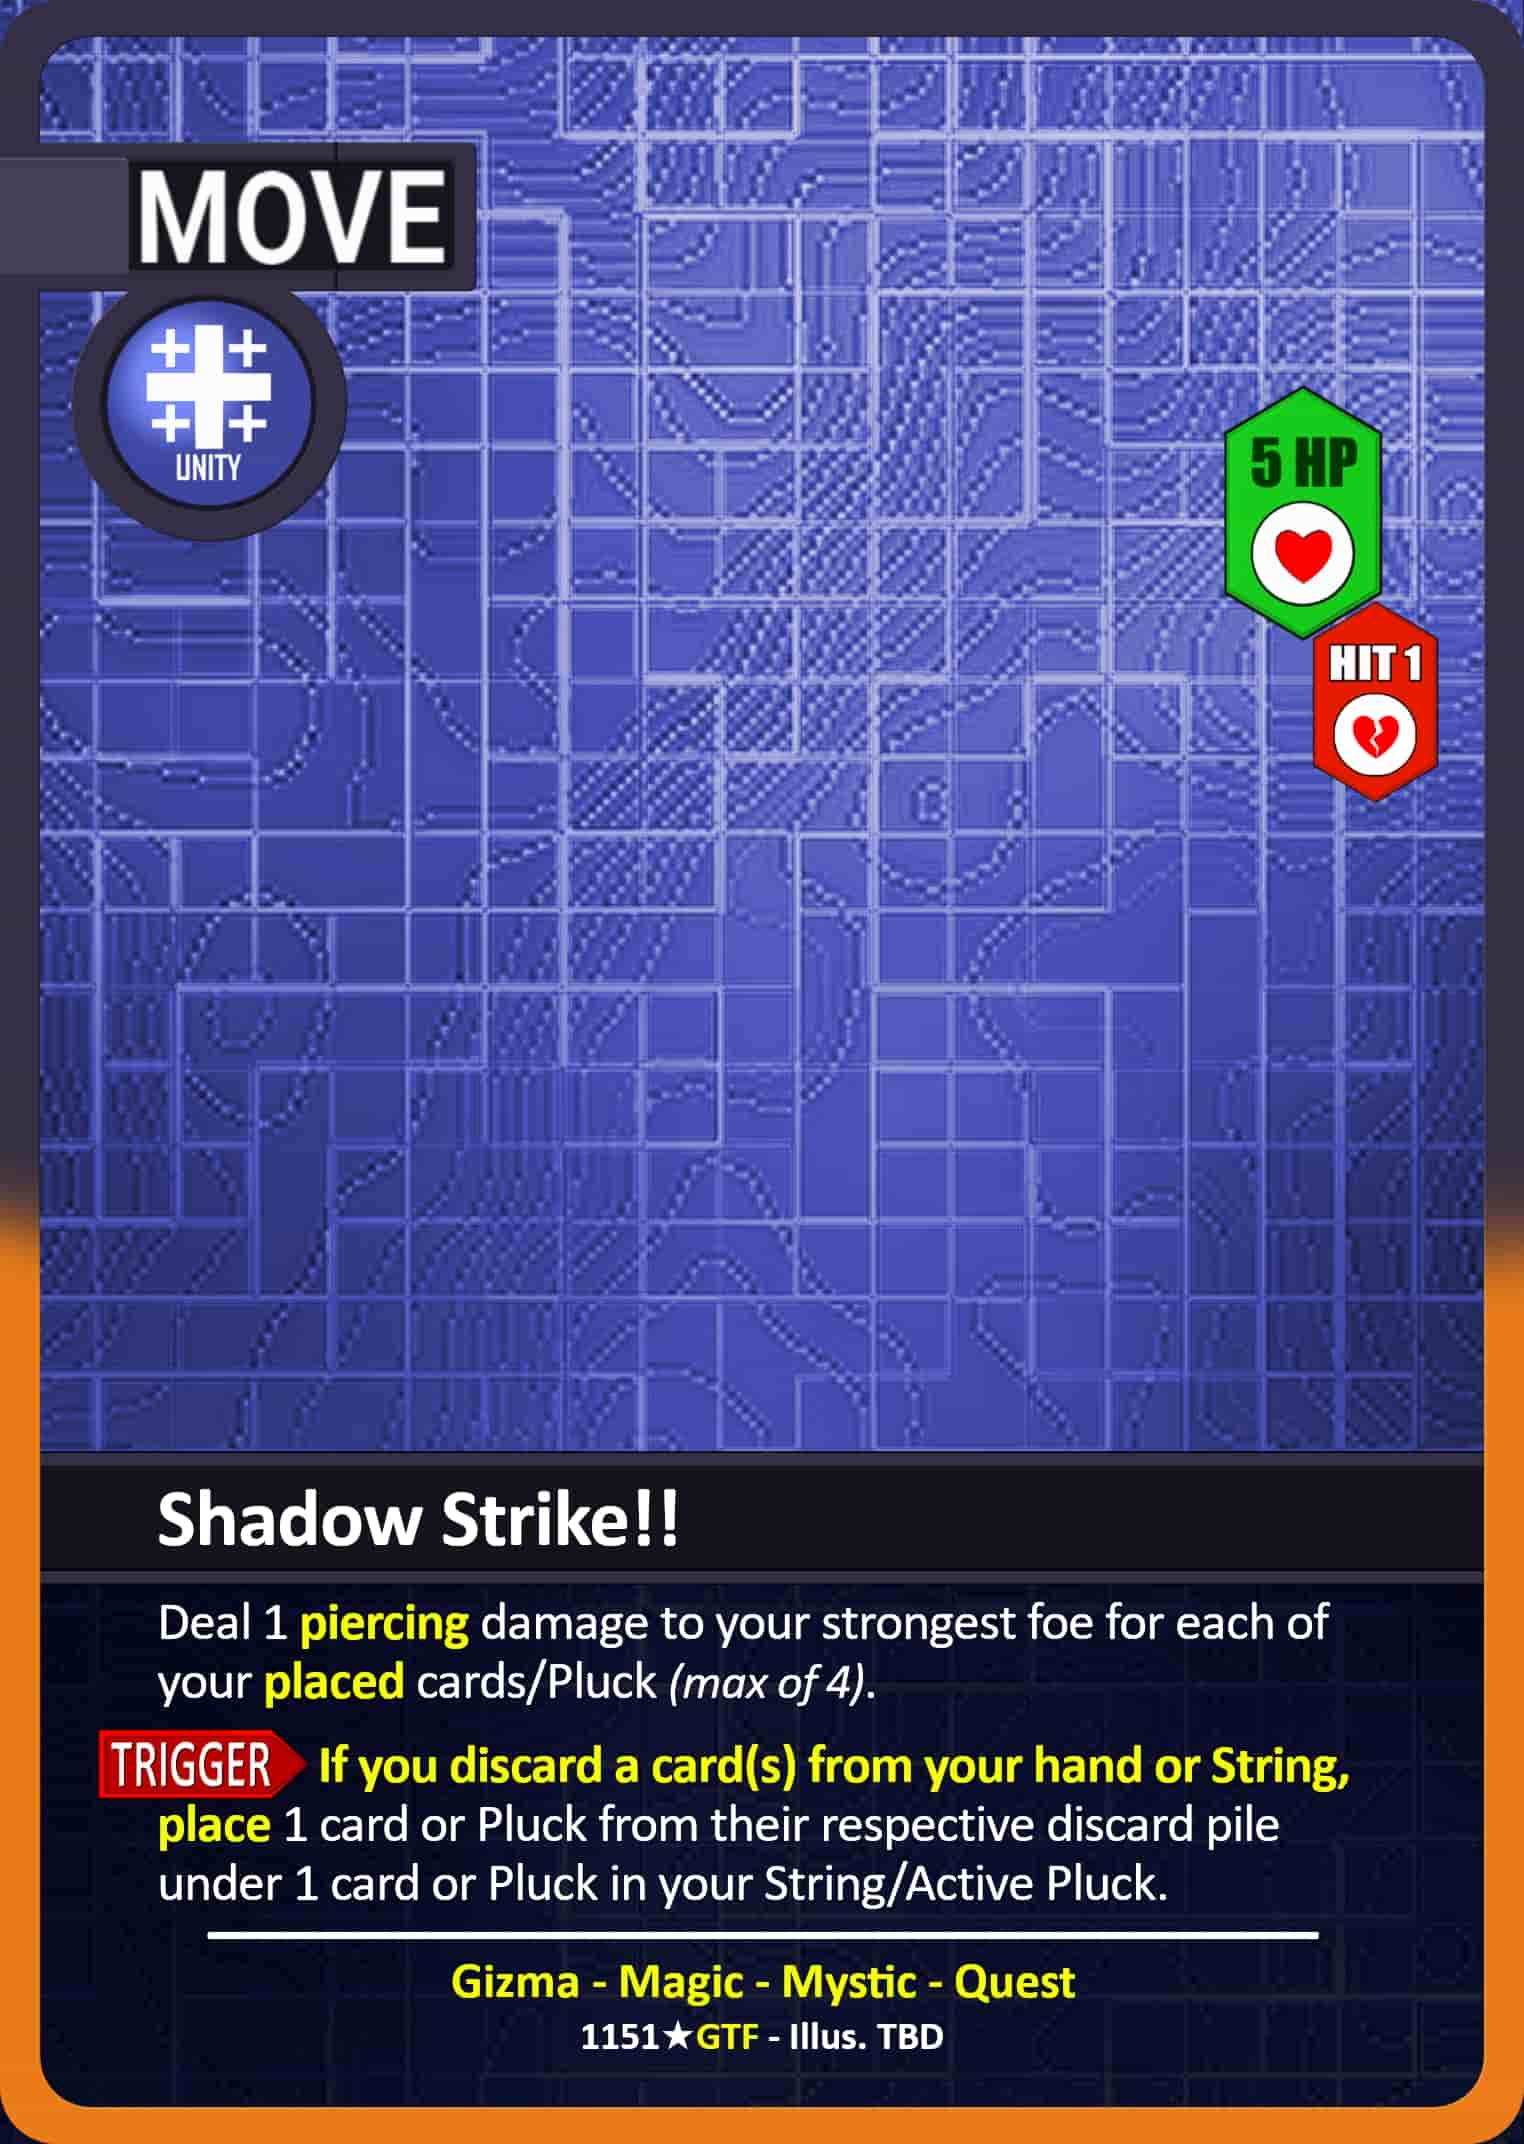 MOVE
UNITY
5 HP
HIT 1
Shadow Strike!!
Deal 1 piercing damage to your strongest foe for each of
your placed cards/Pluck (max of 4).
TRIGGER If you discard a card(s) from your hand or String,
place 1 card or Pluck from their respective discard pile
under 1 card or Pluck in your String/Active Pluck.
Gizma - Magic - Mystic - Quest
1151★GTF - Illus. TBD